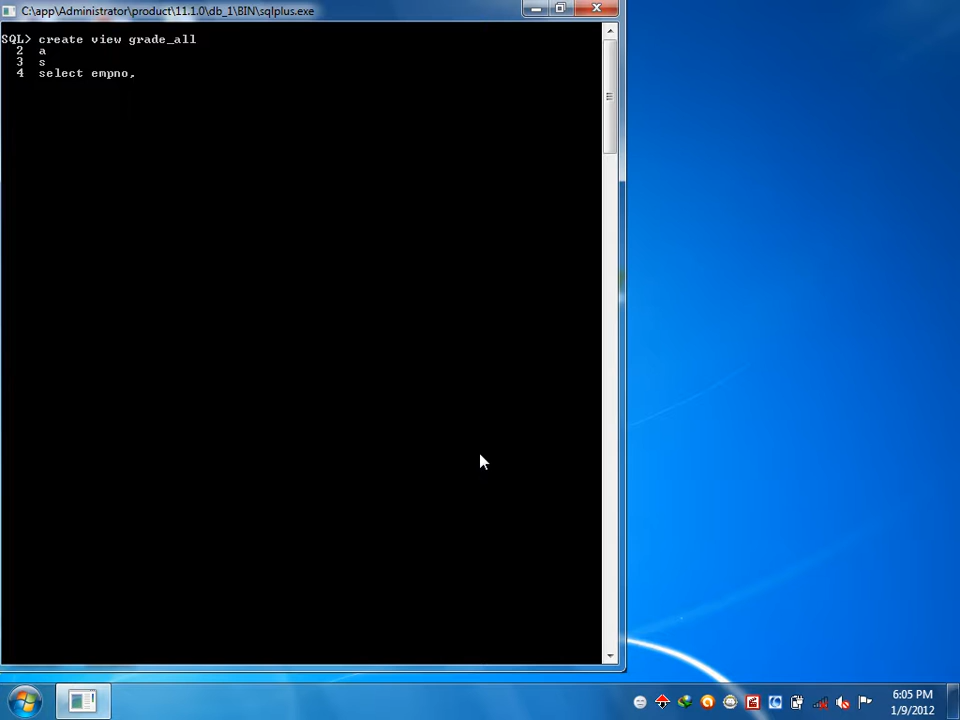 C:\app\Administrator\product\11.1.0\db_1\BIN\sqlplus.exe
SQL> create view grade_all
2 a
3 s
4 select empno,
6:05 PM
1/9/2012